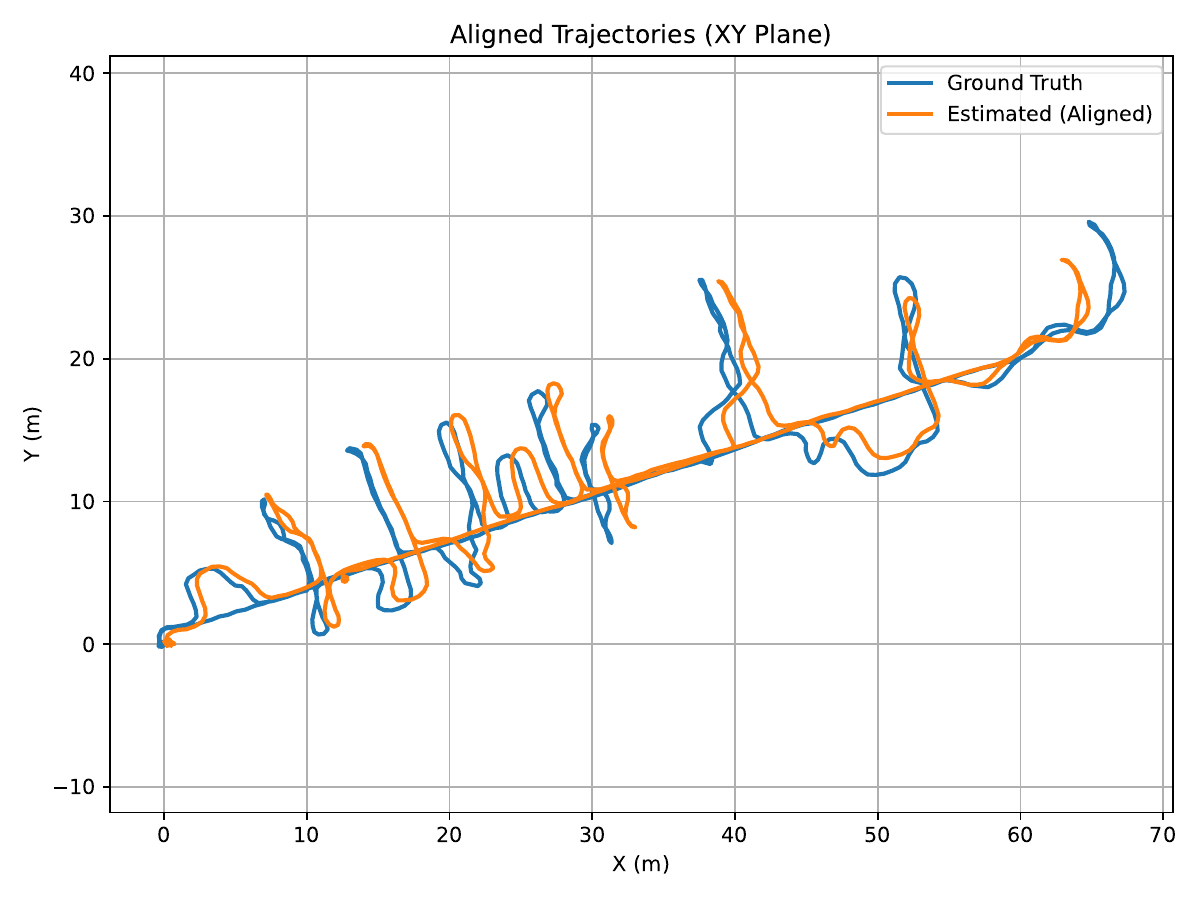 Aligned Trajectories (XY Plane)
Ground Truth
Estimated (Aligned)
40
30
20
10
0
−10
Y (m)
0 10 20 30 40 50 60 70
X (m)